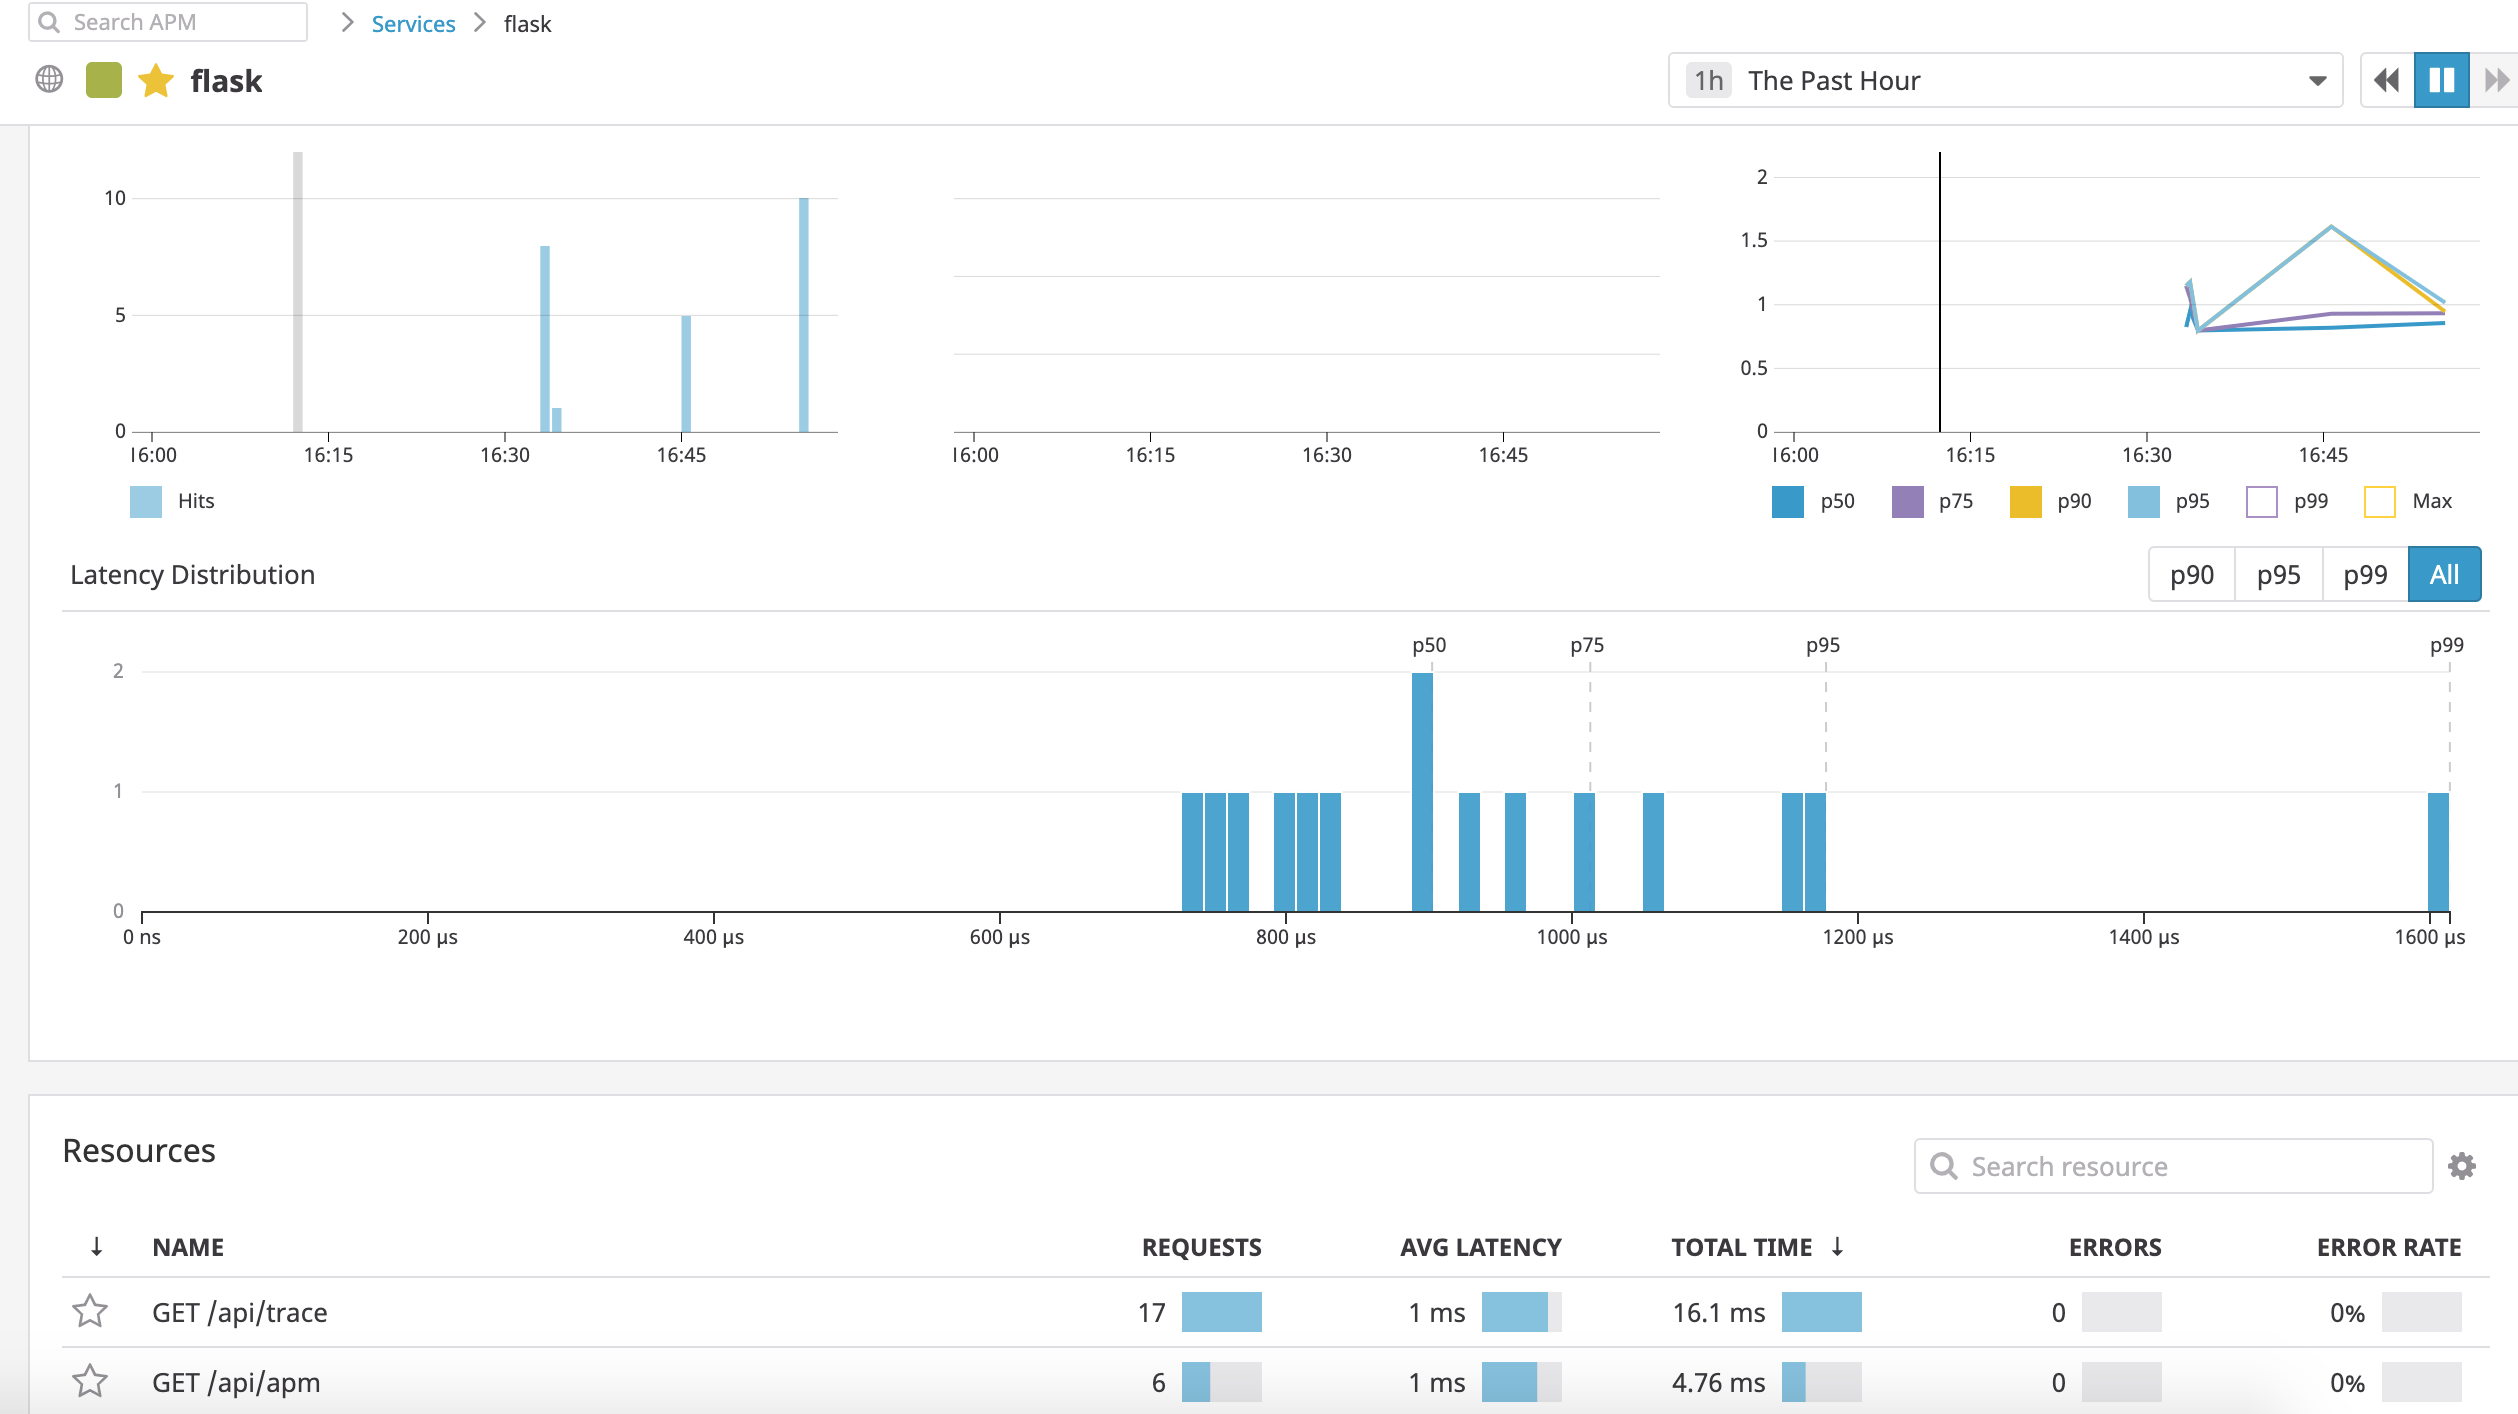 Search APM > Services > flask
flask
1h The Past Hour
10
5
0
16:00 16:15 16:30 16:45
Hits
16:00 16:15 16:30 16:45
2
1.5
1
0.5
0
16:00 16:15 16:30 16:45
p50 p75 p90 p95 p99 Max
Latency Distribution
p90 p95 p99 All
p50 p75 p95 p99
2
1
0
0 ns 200 µs 400 µs 600 µs 800 µs 1000 µs 1200 µs 1400 µs 1600 µs
Resources
Search resource
↓ NAME REQUESTS AVG LATENCY TOTAL TIME ↓ ERRORS ERROR RATE
GET /api/trace 17 1 ms 16.1 ms 0 0%
GET /api/apm 6 1 ms 4.76 ms 0 0%